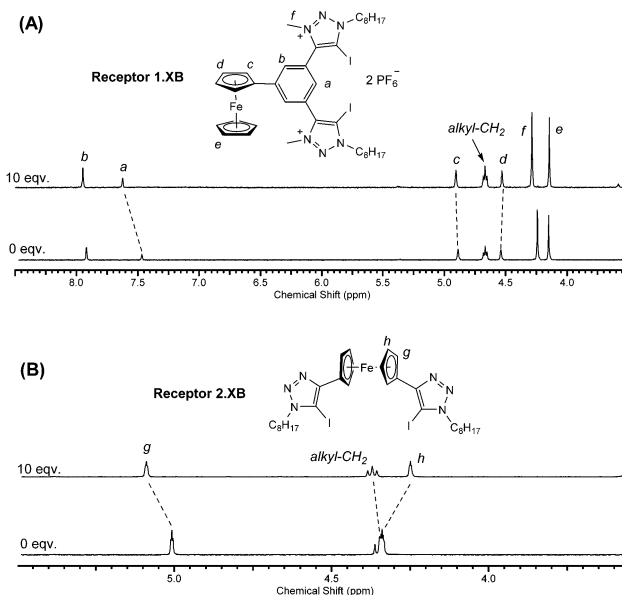 (A)
f
N
N
+
N
C8H17
I
Receptor 1.XB
d
c
b
a
2 PF6−
Fe
I
e
+
N
N
N
C8H17
alkyl-CH2
b
a
c
d
f
e
10 eqv.
0 eqv.
8.0
7.5
7.0
6.5
6.0
5.5
5.0
4.5
4.0
Chemical Shift (ppm)
(B)
h
g
Fe
Receptor 2.XB
N
N
N
I
C8H17
N
N
N
I
C8H17
g
alkyl-CH2
h
10 eqv.
0 eqv.
5.0
4.5
4.0
Chemical Shift (ppm)